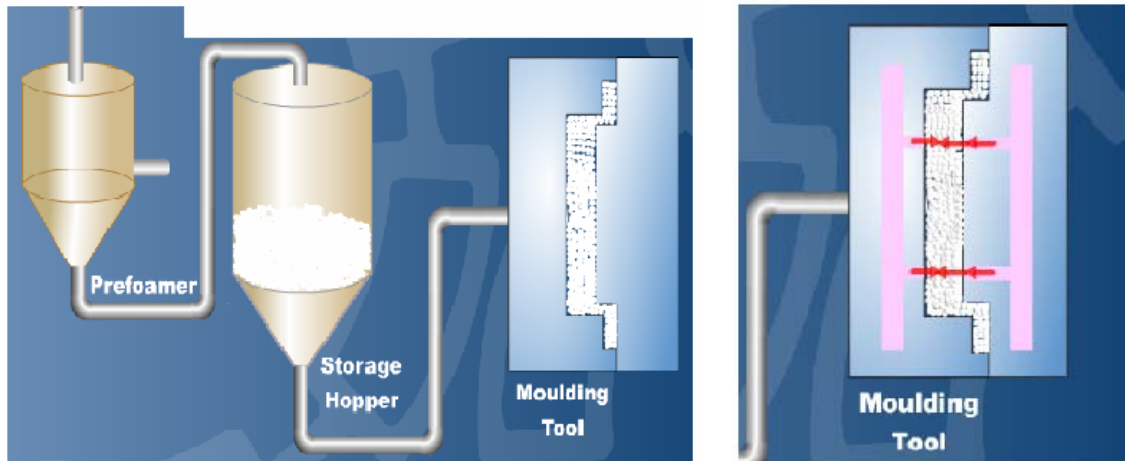 Prefoamer
Storage
Hopper
Moulding
Tool
Moulding
Tool